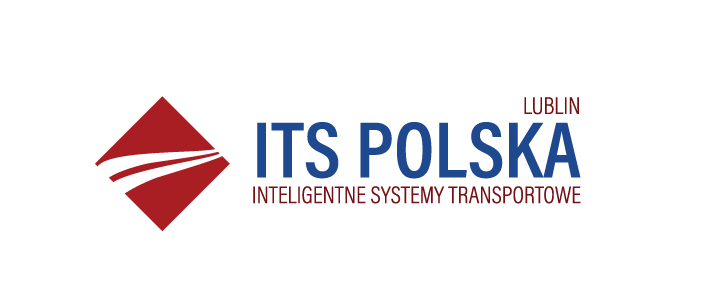 LUBLIN
ITS POLSKA
INTELIGENTNE SYSTEMY TRANSPORTOWE